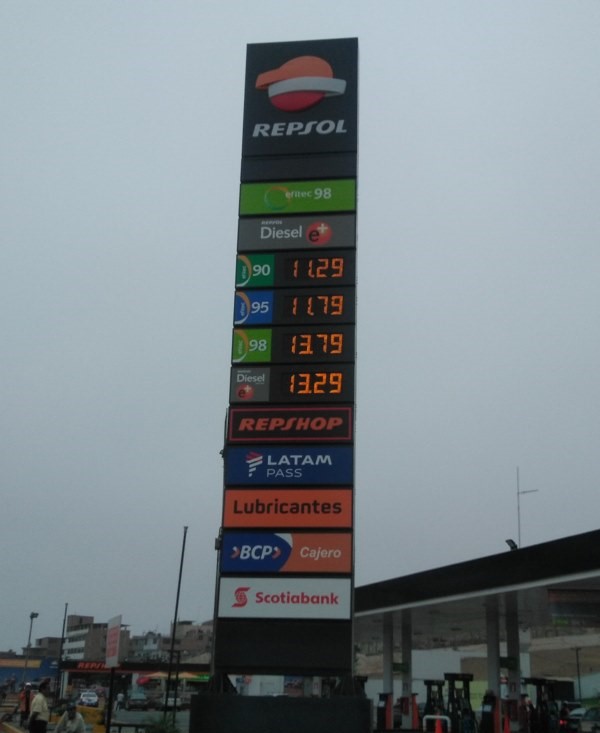 REPSOL
efitec 98
Diesel e+
90 11.29
95 11.79
98 13.79
Diesel e+ 13.29
REPSHOP
LATAM
PASS
Lubricantes
BCP Cajero
Scotiabank